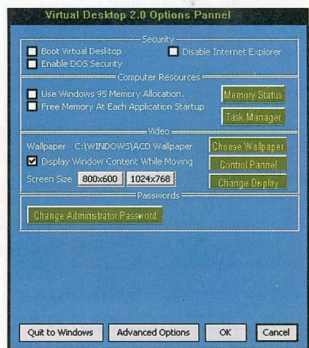 Virtual Desktop 2.0 Options Pannel
Security
Boot Virtual Desktop
Disable Internet Explorer
Enable DOS Security
Computer Resources
Use Windows 95 Memory Allocation.
Free Memory At Each Application Startup
Memory Status
Task Manager
Video
Wallpaper C:\WINDOWS\ACD Wallpaper
Choose Wallpaper
Display Window Content While Moving
Control Pannel
Screen Size 800x600 1024x768
Change Display
Passwords
Change Administrator Password
Quit to Windows Advanced Options OK Cancel